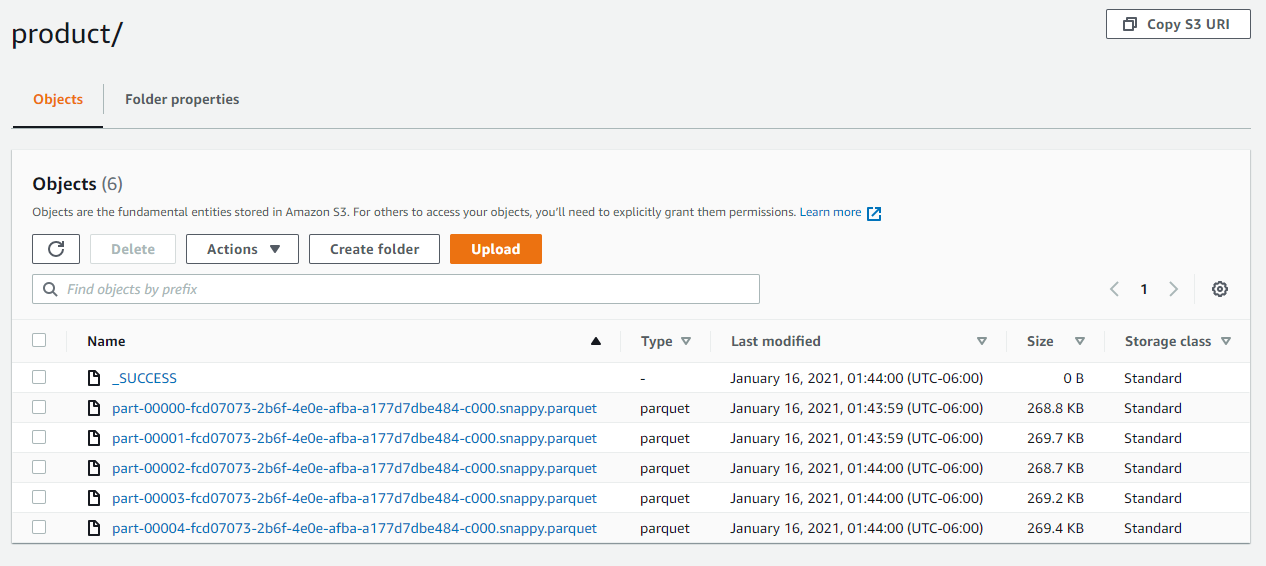 product/
Copy S3 URI
Objects
Folder properties
Objects (6)
Objects are the fundamental entities stored in Amazon S3. For others to access your objects, you'll need to explicitly grant them permissions. Learn more
Delete
Actions
Create folder
Upload
Find objects by prefix
1
Name Type Last modified Size Storage class
_SUCCESS - January 16, 2021, 01:44:00 (UTC-06:00) 0 B Standard
part-00000-fcd07073-2b6f-4e0e-afba-a177d7dbe484-c000.snappy.parquet parquet January 16, 2021, 01:43:59 (UTC-06:00) 268.8 KB Standard
part-00001-fcd07073-2b6f-4e0e-afba-a177d7dbe484-c000.snappy.parquet parquet January 16, 2021, 01:43:59 (UTC-06:00) 269.7 KB Standard
part-00002-fcd07073-2b6f-4e0e-afba-a177d7dbe484-c000.snappy.parquet parquet January 16, 2021, 01:44:00 (UTC-06:00) 268.7 KB Standard
part-00003-fcd07073-2b6f-4e0e-afba-a177d7dbe484-c000.snappy.parquet parquet January 16, 2021, 01:44:00 (UTC-06:00) 269.2 KB Standard
part-00004-fcd07073-2b6f-4e0e-afba-a177d7dbe484-c000.snappy.parquet parquet January 16, 2021, 01:44:00 (UTC-06:00) 269.4 KB Standard